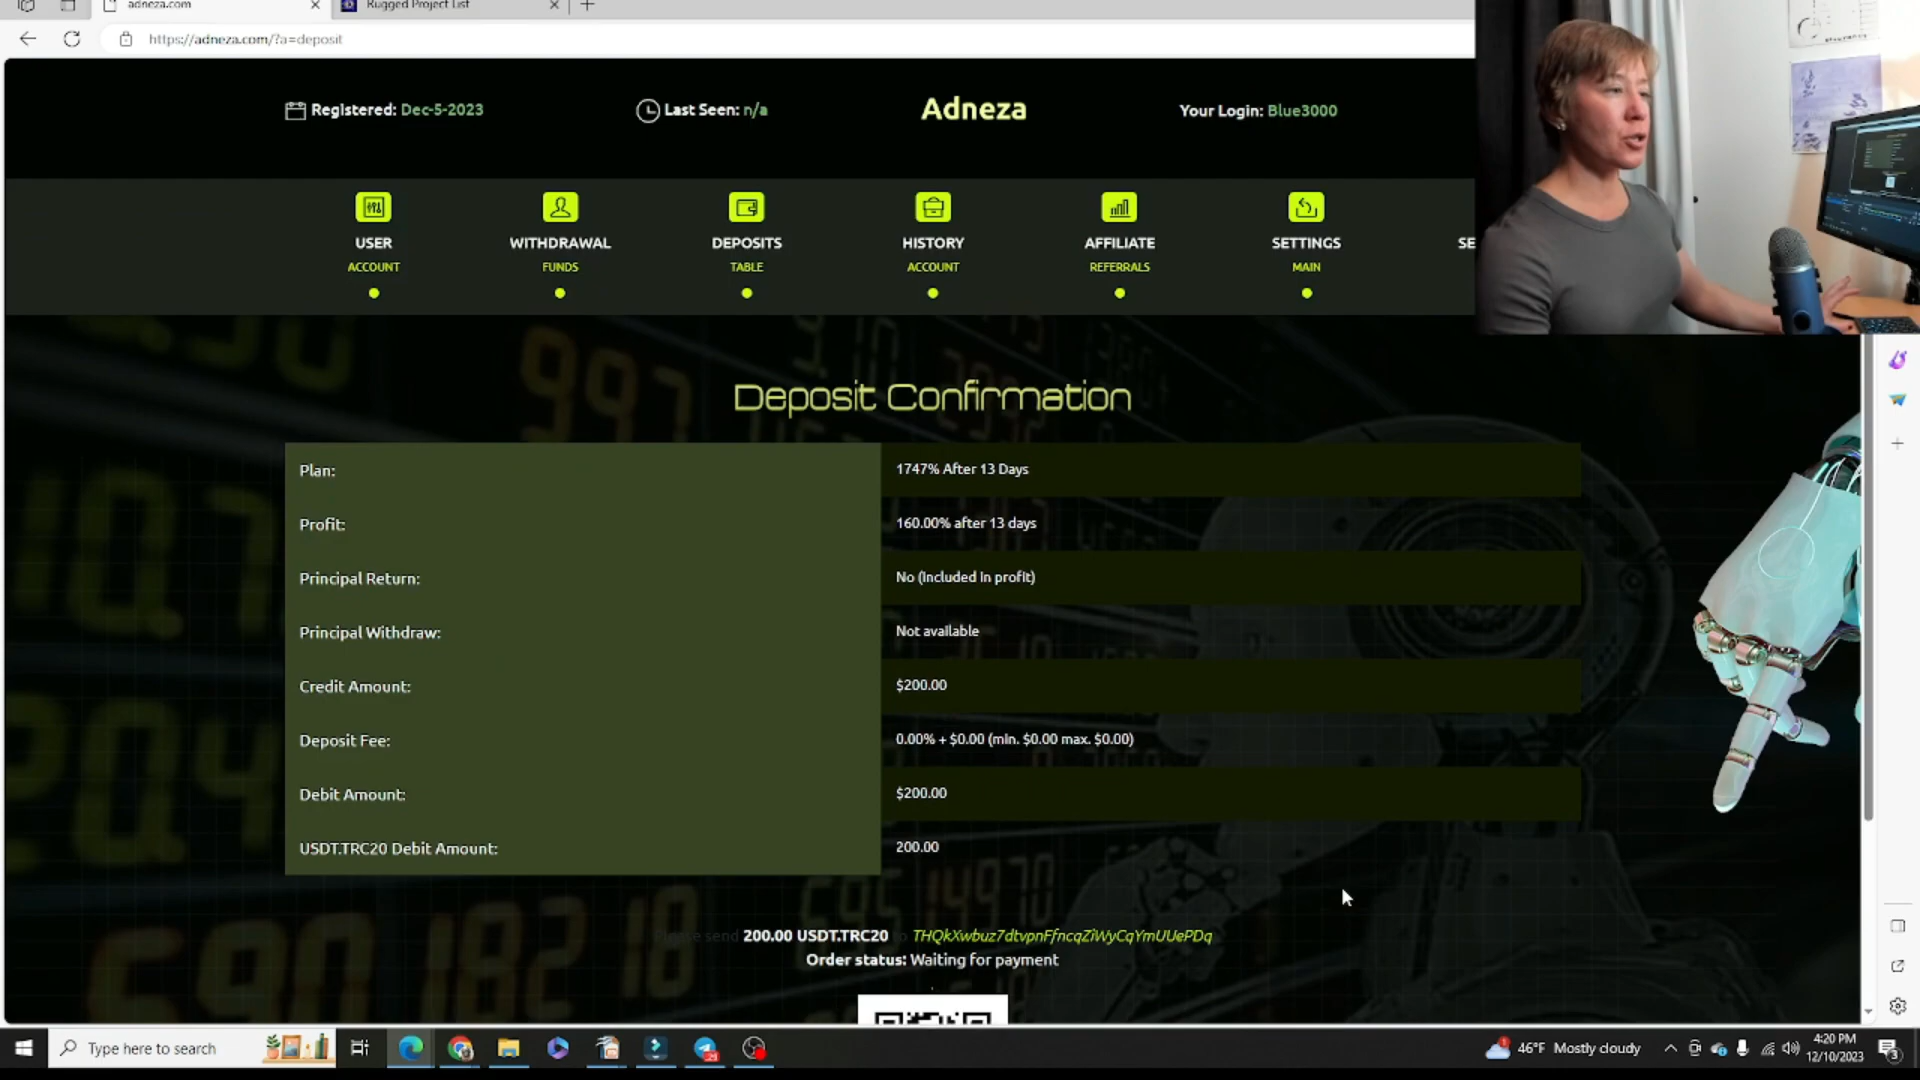 adneza.com
Rugged Project List
https://adneza.com/?a=deposit
Registered: Dec-5-2023
Last Seen: n/a
Adneza
Your Login: Blue3000
USER
ACCOUNT
WITHDRAWAL
FUNDS
DEPOSITS
TABLE
HISTORY
ACCOUNT
AFFILIATE
REFERRALS
SETTINGS
MAIN
SE
Deposit Confirmation
Plan: 1747% After 13 Days
Profit: 160.00% after 13 days
Principal Return: No (included in profit)
Principal Withdraw: Not available
Credit Amount: $200.00
Deposit Fee: 0.00% + $0.00 (min. $0.00 max. $0.00)
Debit Amount: $200.00
USDT.TRC20 Debit Amount: 200.00
Please send 200.00 USDT.TRC20 to THQkXwbuz7dtvpnFfncqZiWyCqYmUUePDq
Order status: Waiting for payment
Type here to search
46°F Mostly cloudy
4:20 PM
12/10/2023
3